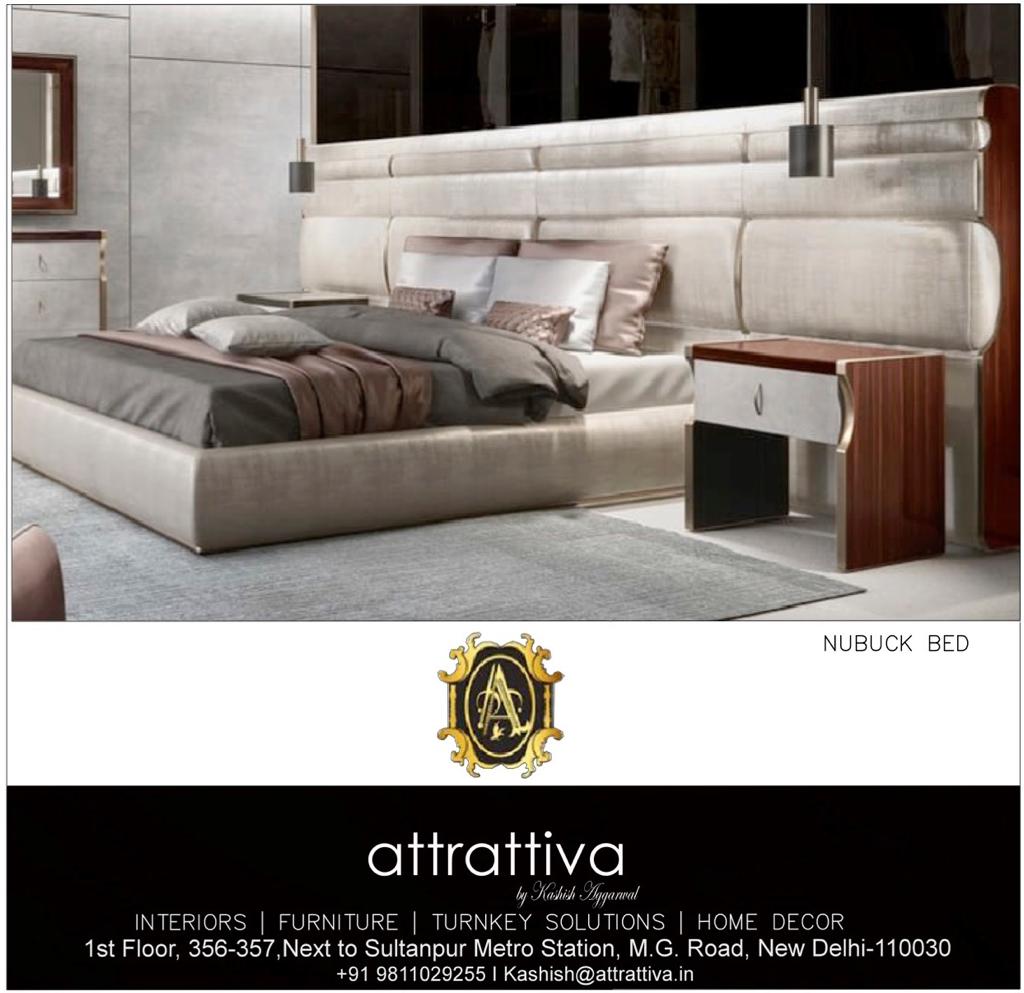 NUBUCK BED
A
attrattiva
by Kashish Aggarwal
INTERIORS | FURNITURE | TURNKEY SOLUTIONS | HOME DECOR
1st Floor, 356-357,Next to Sultanpur Metro Station, M.G. Road, New Delhi-110030
+91 9811029255 I Kashish@attrattiva.in